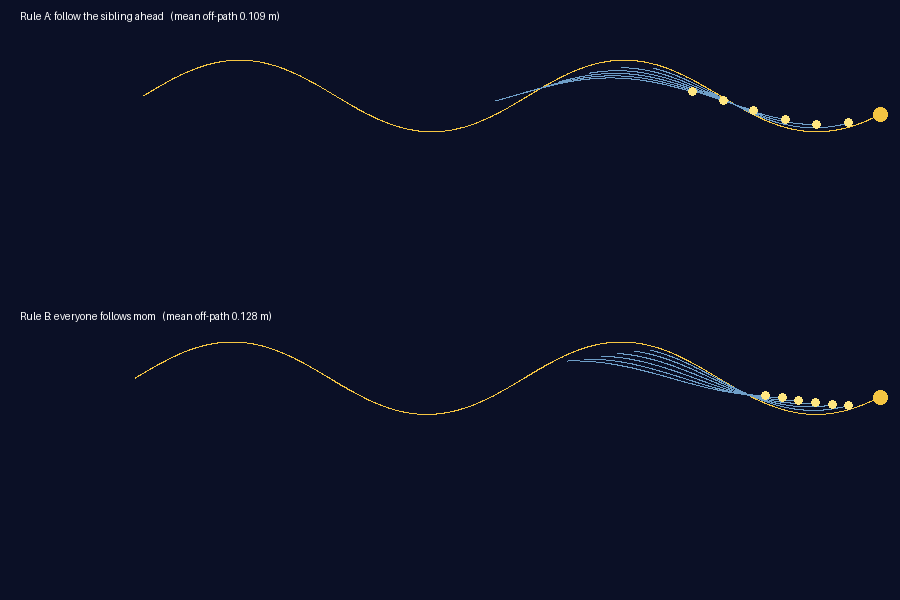 Rule A: follow the sibling ahead (mean off-path 0.109 m)
Rule B: everyone follows mom (mean off-path 0.128 m)